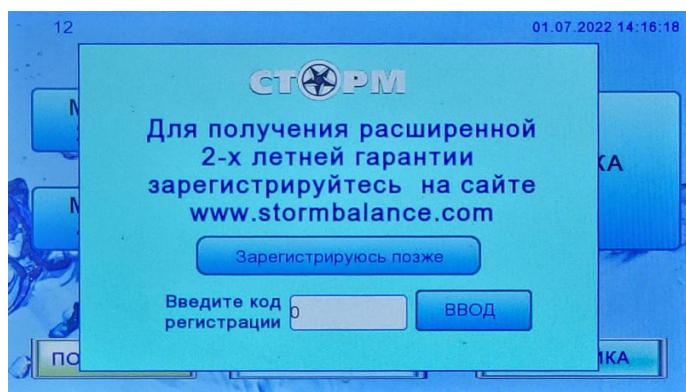 12
01.07.2022 14:16:18
СТОРМ
Для получения расширенной
2-х летней гарантии
зарегистрируйтесь на сайте
www.stormbalance.com
Зарегистрируюсь позже
Введите код
регистрации
0
ВВОД